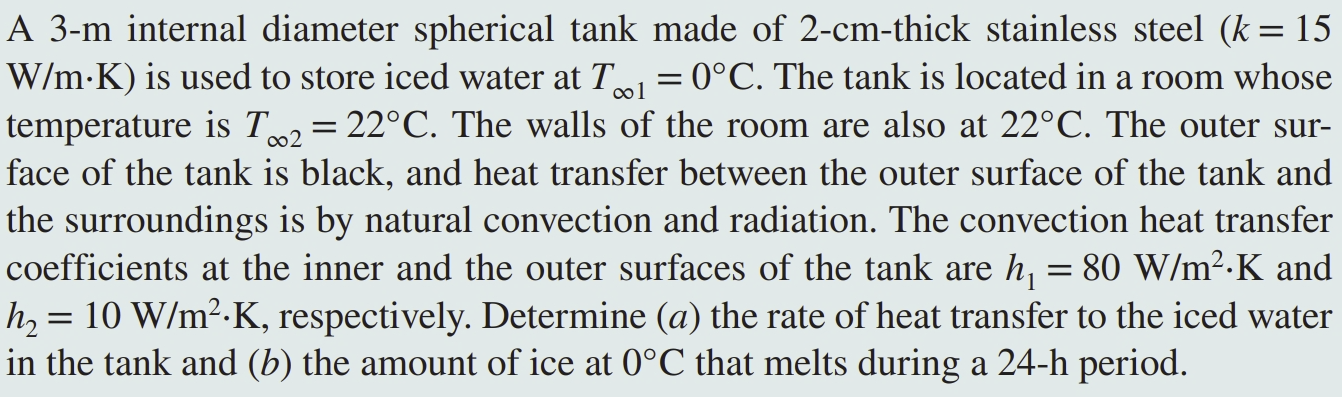 A 3-m internal diameter spherical tank made of 2-cm-thick stainless steel (k = 15
W/m·K) is used to store iced water at T∞1 = 0°C. The tank is located in a room whose
temperature is T∞2 = 22°C. The walls of the room are also at 22°C. The outer sur-
face of the tank is black, and heat transfer between the outer surface of the tank and
the surroundings is by natural convection and radiation. The convection heat transfer
coefficients at the inner and the outer surfaces of the tank are h₁ = 80 W/m²·K and
h₂ = 10 W/m²·K, respectively. Determine (a) the rate of heat transfer to the iced water
in the tank and (b) the amount of ice at 0°C that melts during a 24-h period.